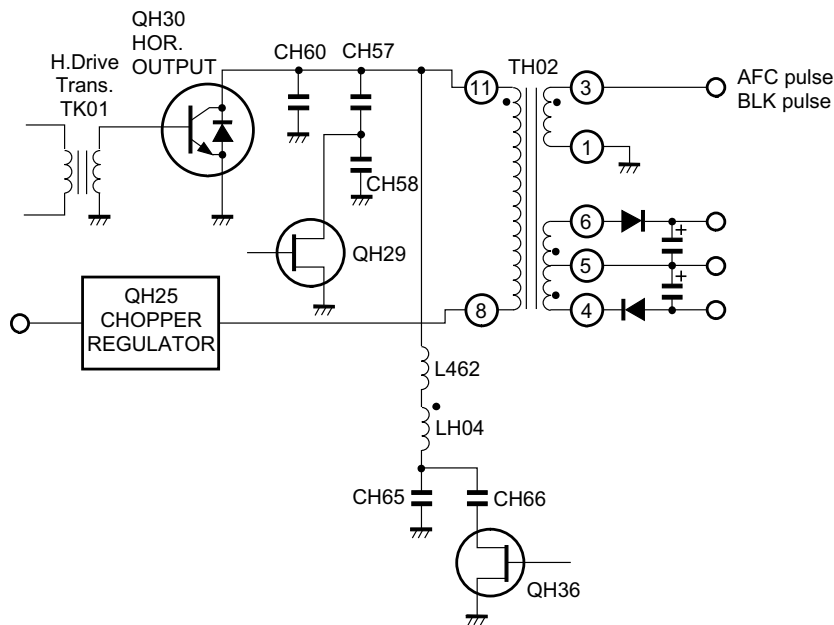 QH30
HOR.
OUTPUT
H.Drive
Trans.
TK01
CH60
CH57
CH58
QH29
TH02
11
8
3
1
6
5
4
+
+
AFC pulse
BLK pulse
QH25
CHOPPER
REGULATOR
L462
LH04
CH65
CH66
QH36